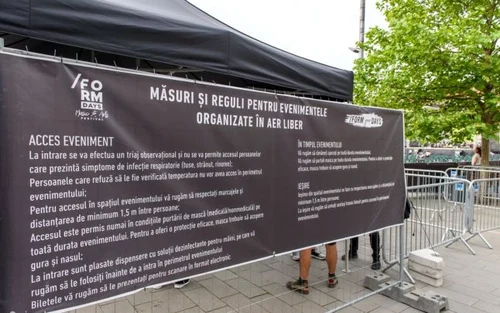 /FO
RM
DAYS
FESTIVAL
MĂSURI ȘI REGULI PENTRU EVENIMENTELE
ORGANIZATE ÎN AER LIBER
/FORM DAYS
ACCES EVENIMENT
La intrare se va efectua un triaj observațional și nu se va permite accesul persoanelor
care prezintă simptome de infecție respiratorie (tuse, strănut, rinoree);
Persoanele care refuză să le fie verificată temperatura nu vor avea acces în perimetrul
evenimentului;
Pentru accesul în spațiul evenimentului vă rugăm să respectați marcajele și
distanțarea de minimum 1,5 m între persoane;
Accesul este permis numai în condițiile purtării de mască (medicală/nonmedicală) pe
toată durata evenimentului. Pentru a oferi o protecție eficace, masca trebuie să acopere
gura și nasul;
La intrare sunt plasate dispensere cu soluții dezinfectante pentru mâini, pe care vă
rugăm să le folosiți înainte de a intra în perimetrul evenimentului
Biletele vă rugăm să le prezentați pentru scanare în format electronic
ÎN TIMPUL EVENIMENTULUI
IEȘIRE